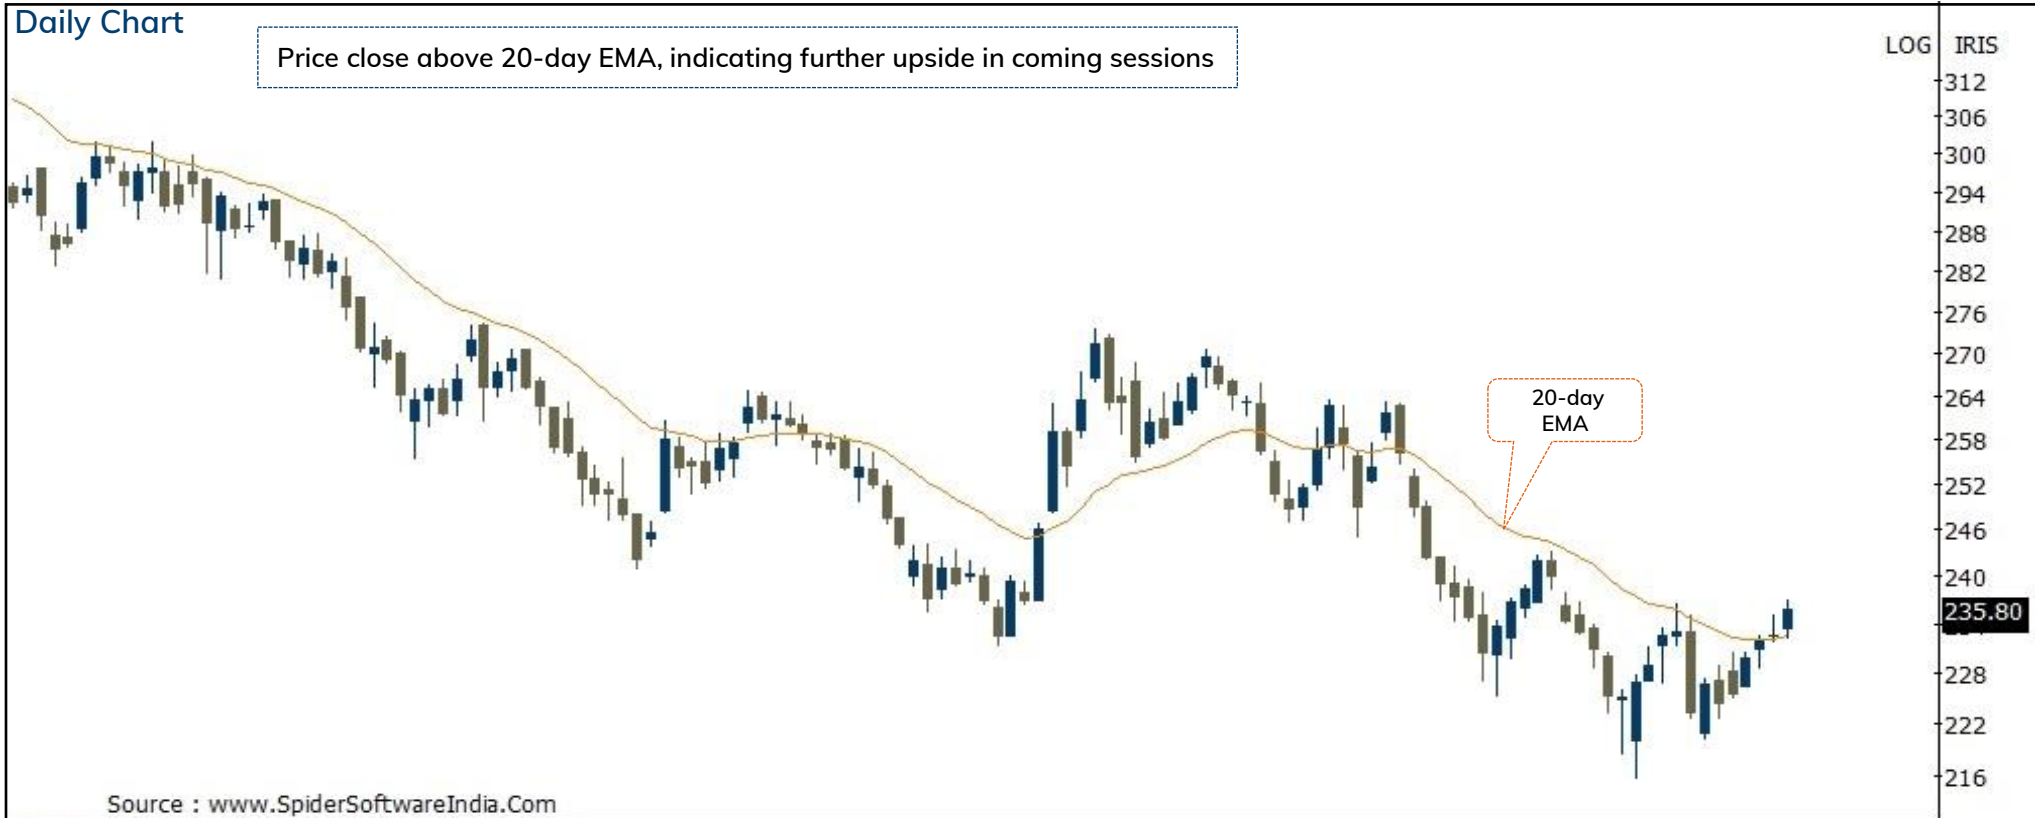 Daily Chart
Price close above 20-day EMA, indicating further upside in coming sessions
LOG IRIS
312
306
300
294
288
282
276
270
264
258
252
246
240
235.80
228
222
216
20-day
EMA
Source : www.SpiderSoftwareIndia.Com